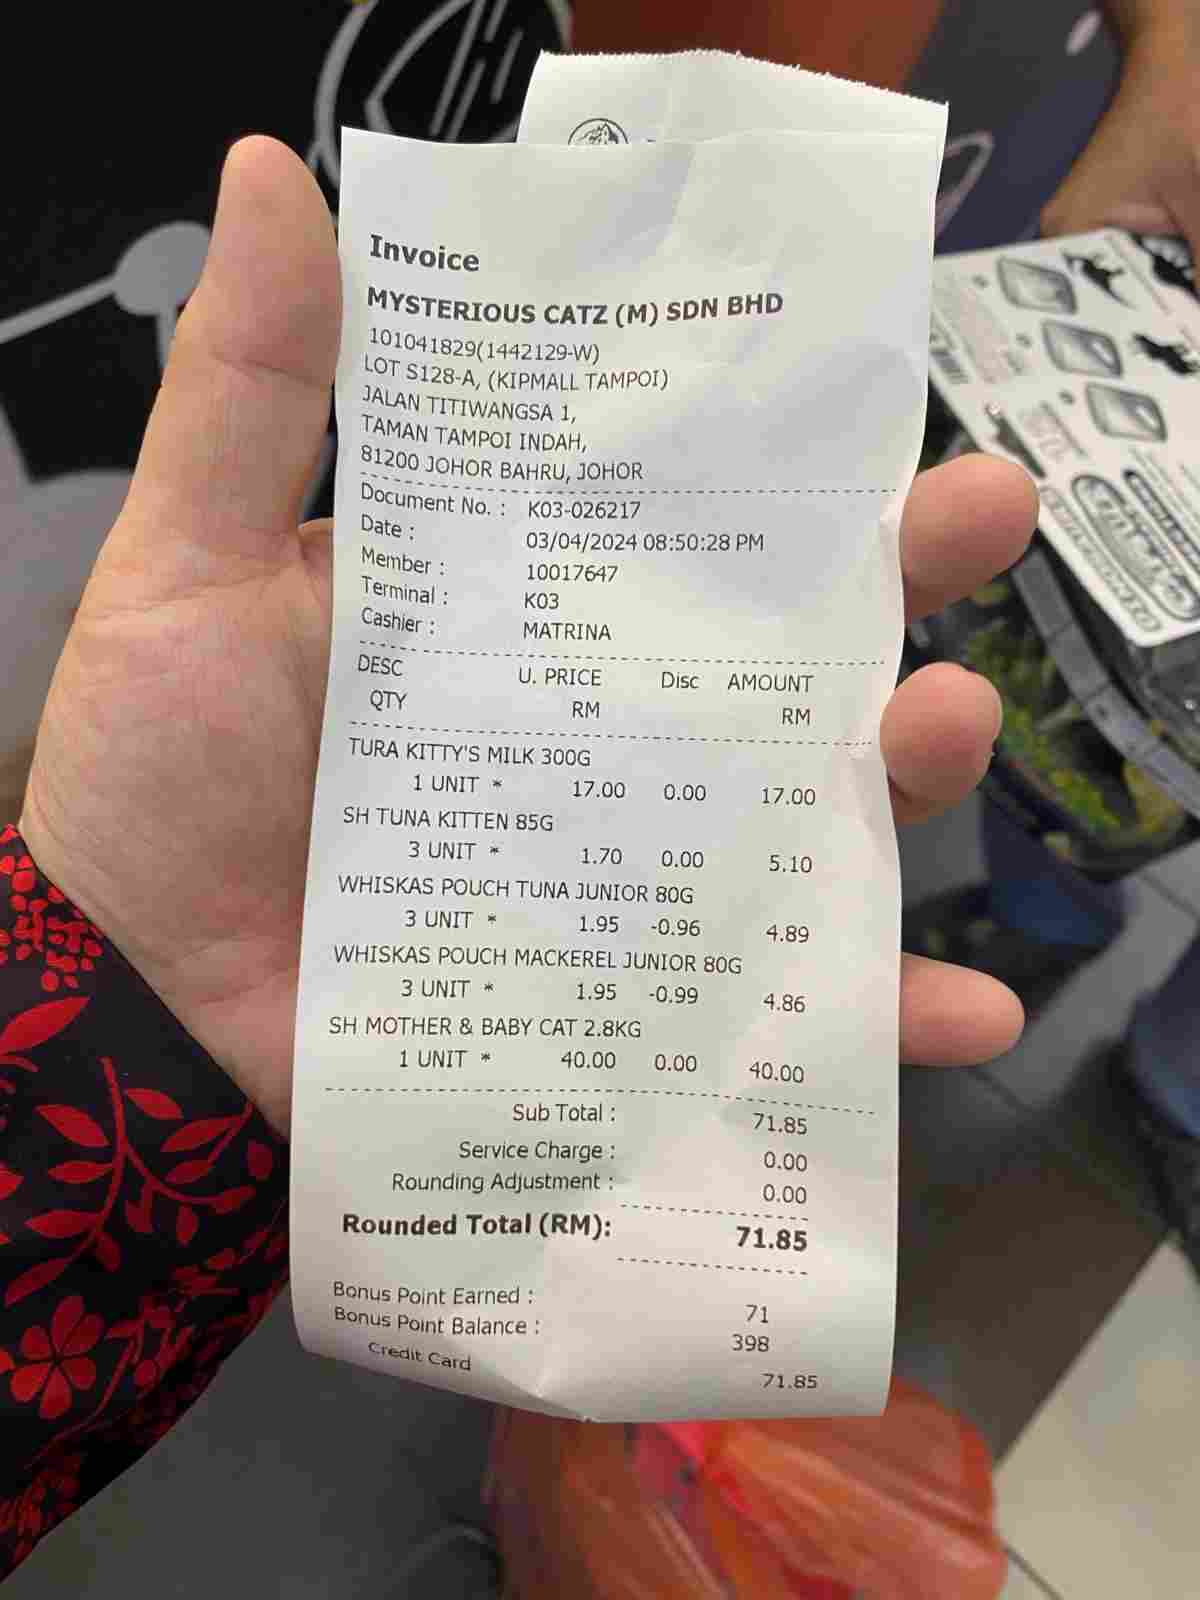 Invoice
MYSTERIOUS CATZ (M) SDN BHD
101041829(1442129-W)
LOT S128-A, (KIPMALL TAMPOI)
JALAN TITIWANGSA 1,
TAMAN TAMPOI INDAH,
81200 JOHOR BAHRU, JOHOR
Document No. : K03-026217
Date : 03/04/2024 08:50:28 PM
Member : 10017647
Terminal : K03
Cashier : MATRINA
DESC U. PRICE Disc AMOUNT
QTY RM RM
TURA KITTY'S MILK 300G
1 UNIT * 17.00 0.00 17.00
SH TUNA KITTEN 85G
3 UNIT * 1.70 0.00 5.10
WHISKAS POUCH TUNA JUNIOR 80G
3 UNIT * 1.95 -0.96 4.89
WHISKAS POUCH MACKEREL JUNIOR 80G
3 UNIT * 1.95 -0.99 4.86
SH MOTHER & BABY CAT 2.8KG
1 UNIT * 40.00 0.00 40.00
Sub Total : 71.85
Service Charge : 0.00
Rounding Adjustment : 0.00
Rounded Total (RM): 71.85
Bonus Point Earned : 71
Bonus Point Balance : 398
Credit Card 71.85